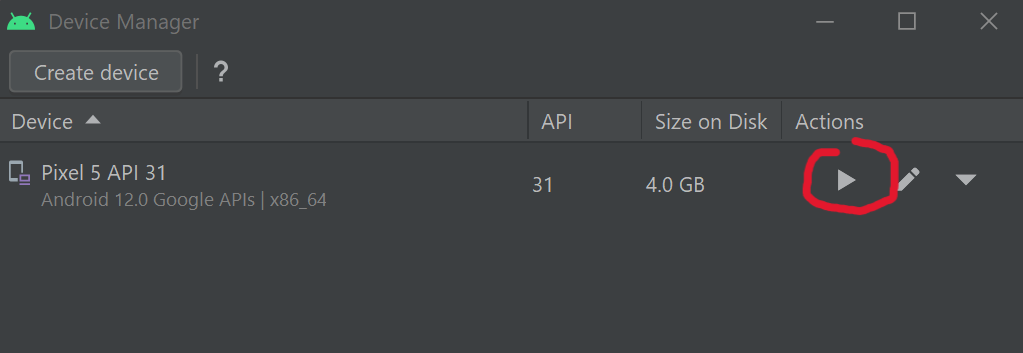 Device Manager
Create device ?
Device API Size on Disk Actions
Pixel 5 API 31
Android 12.0 Google APIs | x86_64
31 4.0 GB